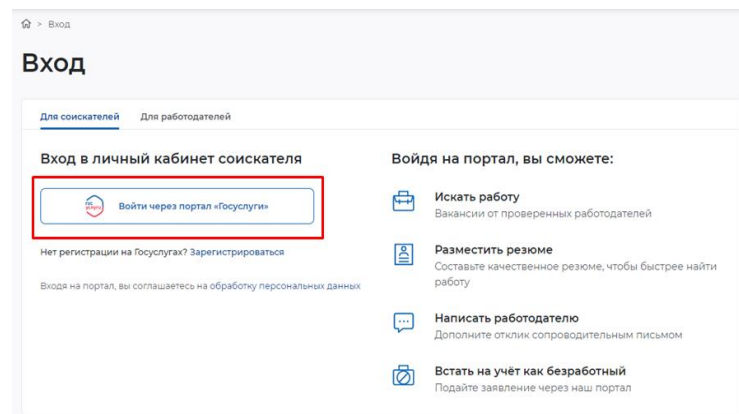 > Вход
Вход
Для соискателей Для работодателей
Вход в личный кабинет соискателя
гос услуги Войти через портал «Госуслуги»
Нет регистрации на Госуслугах? Зарегистрироваться
Входя на портал, вы соглашаетесь на обработку персональных данных
Войдя на портал, вы сможете:
Искать работу
Вакансии от проверенных работодателей
Разместить резюме
Составьте качественное резюме, чтобы быстрее найти
работу
Написать работодателю
Дополните отклик сопроводительным письмом
Встать на учёт как безработный
Подайте заявление через наш портал